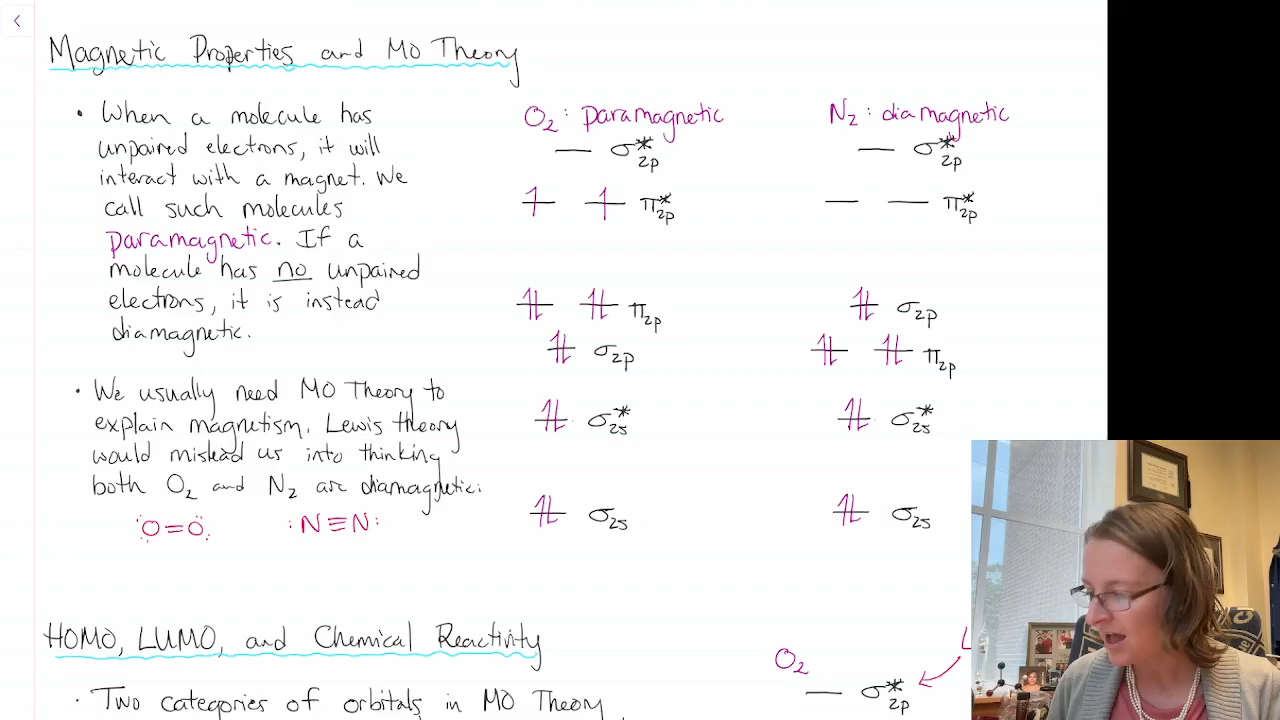 Magnetic Properties and MO Theory
• When a molecule has
unpaired electrons, it will
interact with a magnet. We
call such molecules
paramagnetic. If a
molecule has no unpaired
electrons, it is instead
diamagnetic.
• We usually need MO Theory to
explain magnetism. Lewis theory
would mislead us into thinking
both O₂ and N₂ are diamagnetic:
:O=O: :N≡N:
O₂: paramagnetic
σ*2p
π*2p
π2p
σ2p
σ*2s
σ2s
N₂: diamagnetic
σ*2p
π*2p
σ2p
π2p
σ*2s
σ2s
HOMO, LUMO, and Chemical Reactivity
• Two categories of orbitals in MO Theory
O₂
σ*2p
L